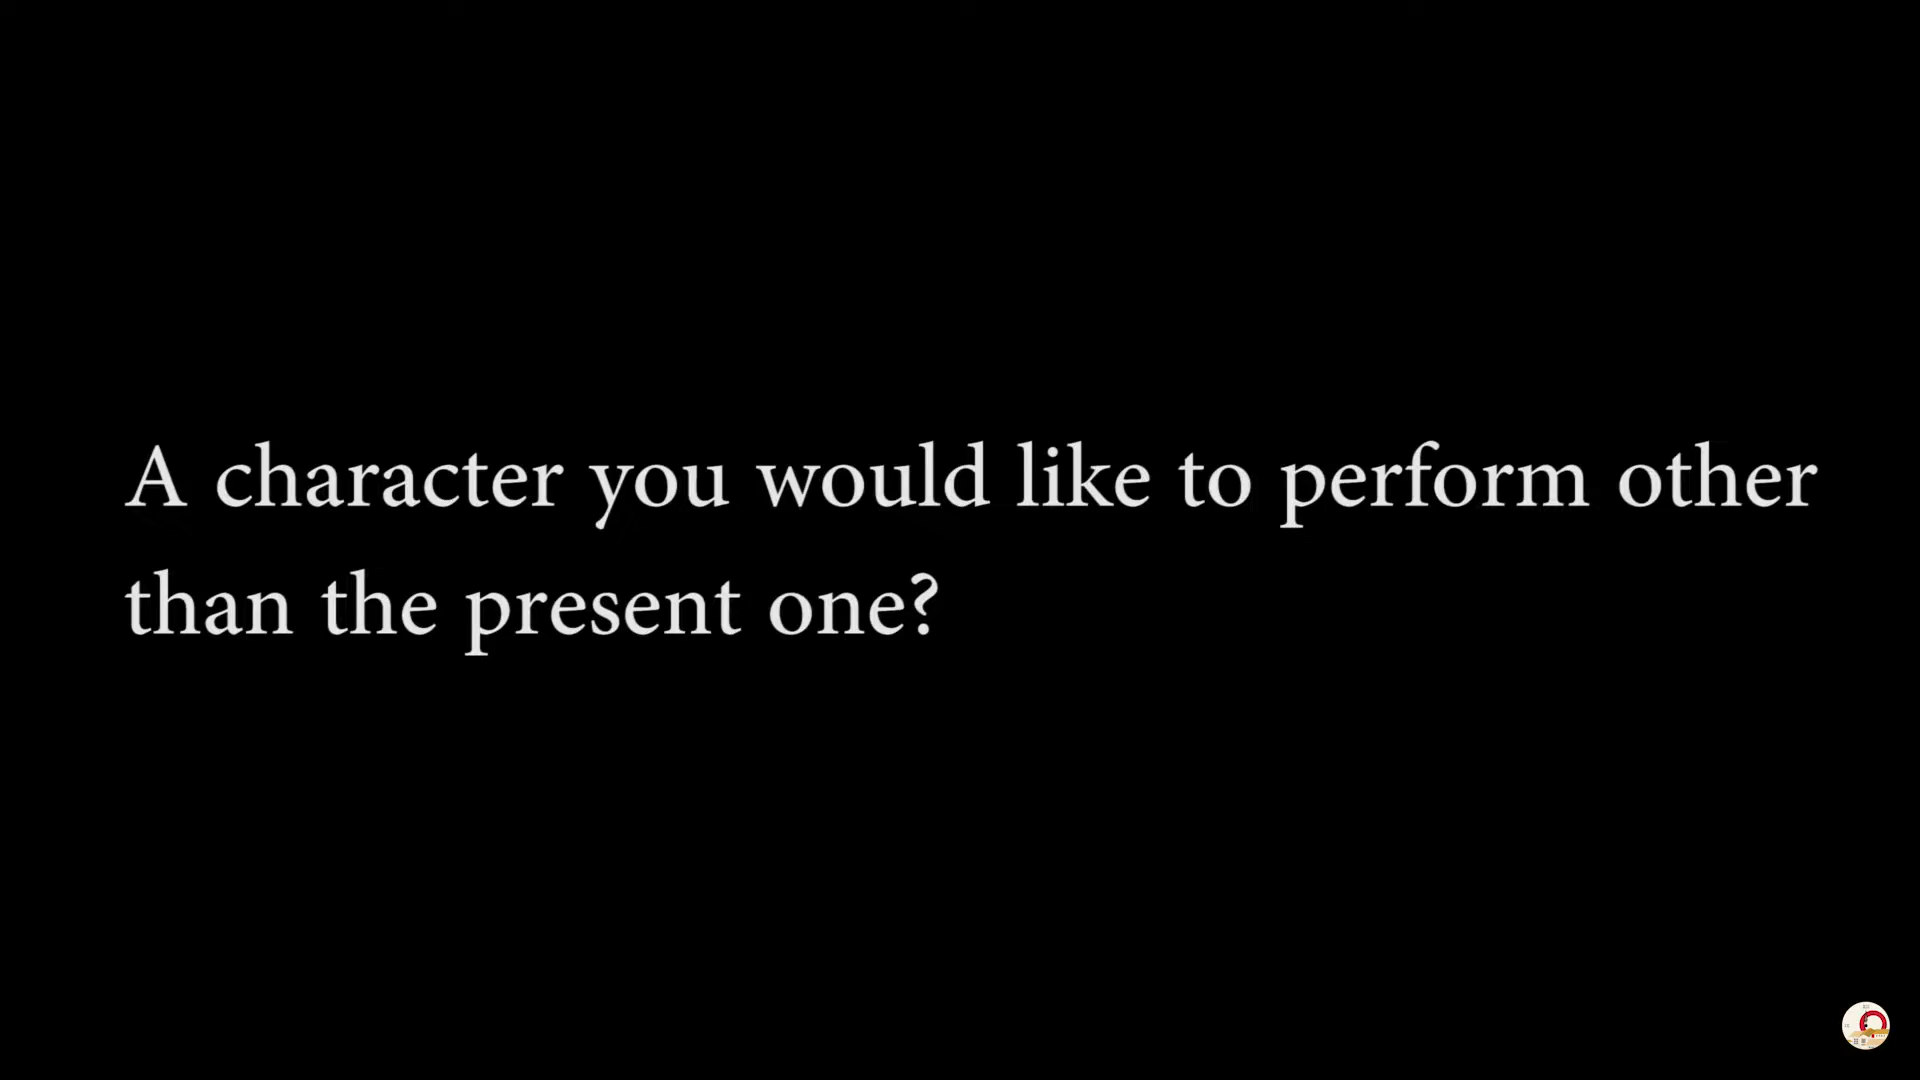 A character you would like to perform other
than the present one?